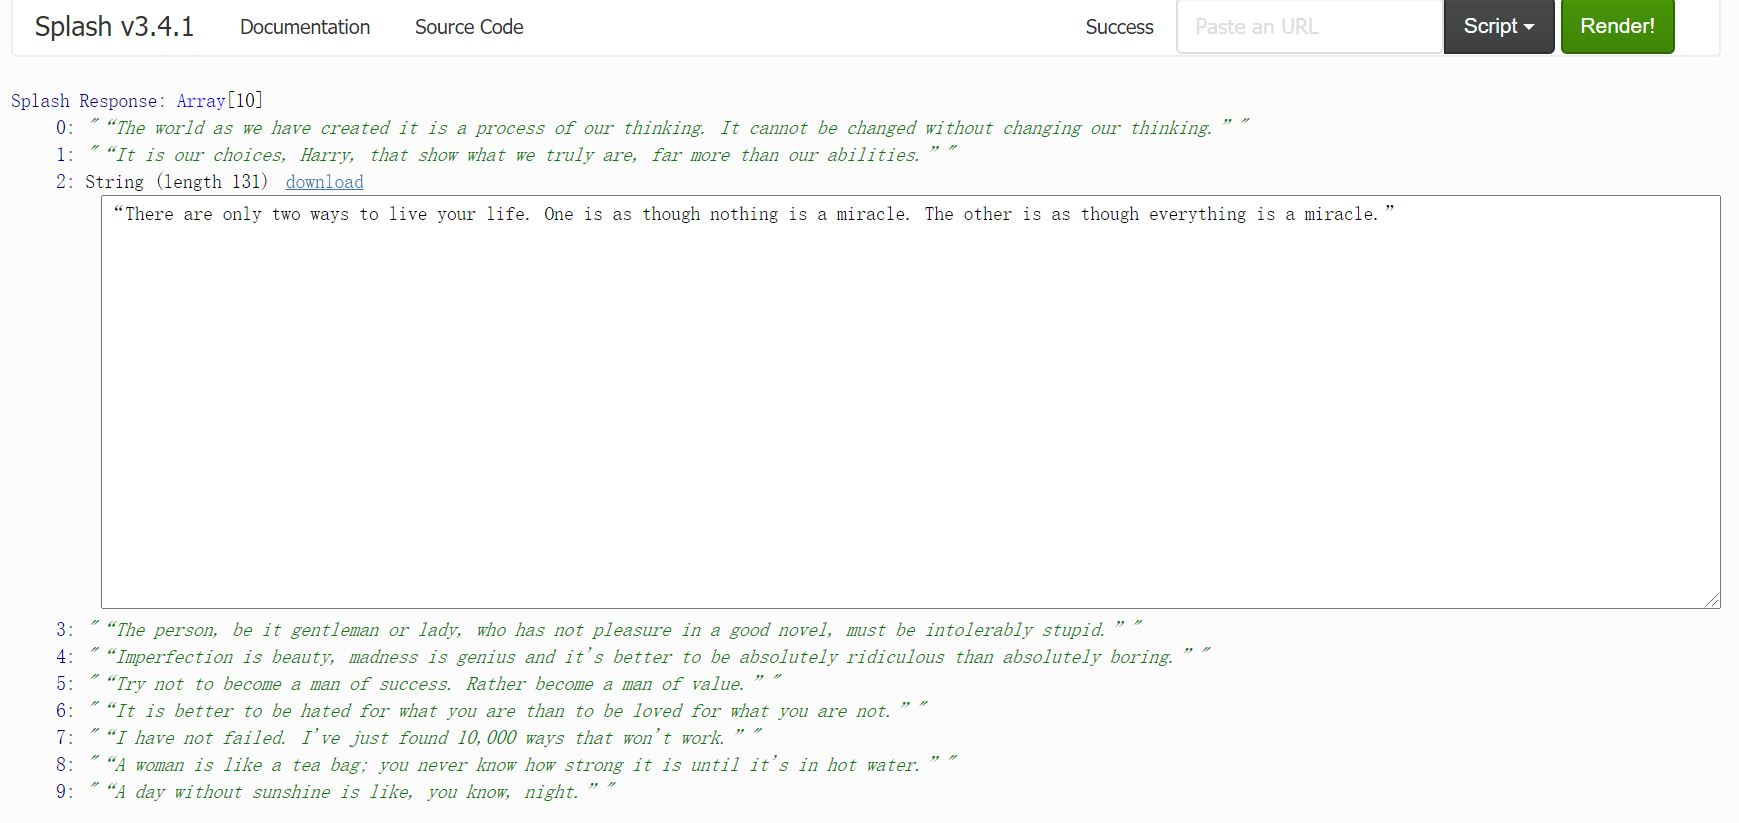 Splash v3.4.1 Documentation Source Code Success Paste an URL Script Render!
Splash Response: Array[10]
0: "“The world as we have created it is a process of our thinking. It cannot be changed without changing our thinking.”"
1: "“It is our choices, Harry, that show what we truly are, far more than our abilities.”"
2: String (length 131) download
“There are only two ways to live your life. One is as though nothing is a miracle. The other is as though everything is a miracle.”
3: "“The person, be it gentleman or lady, who has not pleasure in a good novel, must be intolerably stupid.”"
4: "“Imperfection is beauty, madness is genius and it's better to be absolutely ridiculous than absolutely boring.”"
5: "“Try not to become a man of success. Rather become a man of value.”"
6: "“It is better to be hated for what you are than to be loved for what you are not.”"
7: "“I have not failed. I've just found 10,000 ways that won't work.”"
8: "“A woman is like a tea bag; you never know how strong it is until it's in hot water.”"
9: "“A day without sunshine is like, you know, night.”"